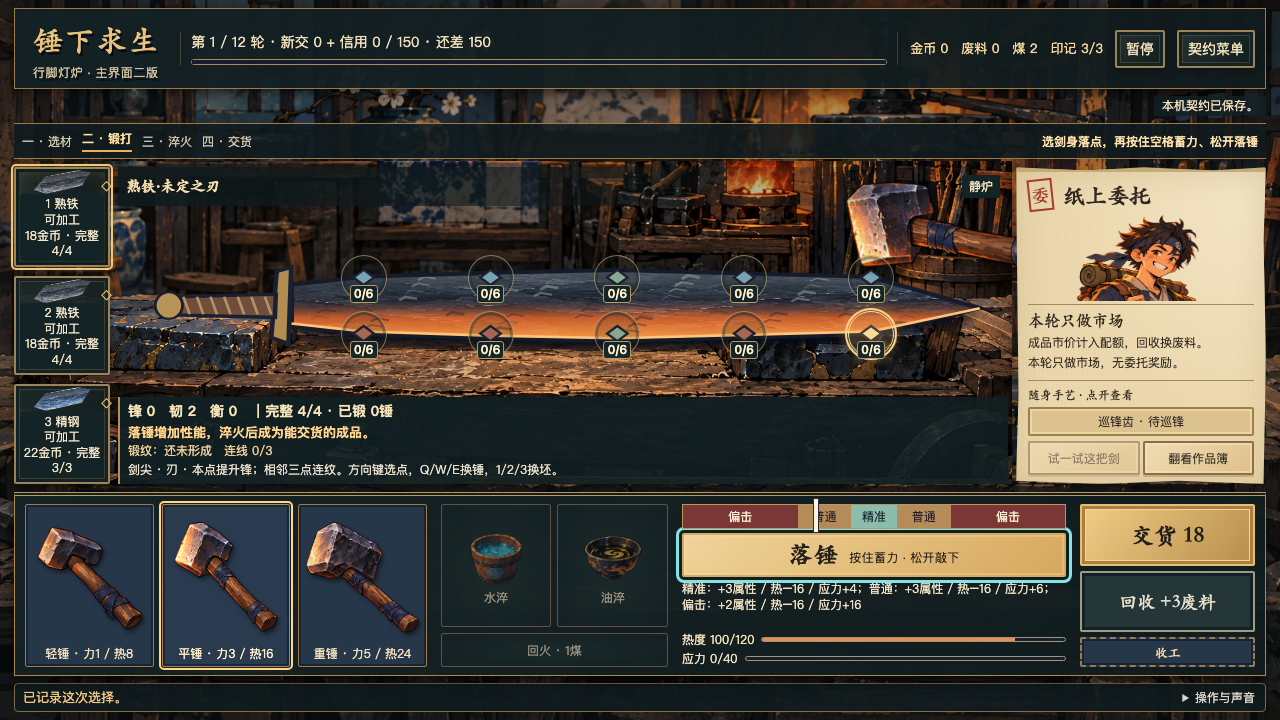 锤下求生
行脚灯炉 · 主界面二版
第 1 / 12 轮 · 新交 0 + 信用 0 / 150 · 还差 150
金币 0 废料 0 煤 2 印记 3/3
暂停
契约菜单
本机契约已保存。
一 · 选材 二 · 锻打 三 · 淬火 四 · 交货
选剑身落点，再按住空格蓄力、松开落锤
1 熟铁
可加工
18金币 · 完整
4/4
2 熟铁
可加工
18金币 · 完整
4/4
3 精钢
可加工
22金币 · 完整
3/3
熟铁·未定之刃
静炉
0/6 0/6 0/6 0/6 0/6
0/6 0/6 0/6 0/6 0/6
锋 0 韧 2 衡 0 ｜完整 4/4 · 已锻 0锤
落锤增加性能，淬火后成为能交货的成品。
锻纹：还未形成 连线 0/3
剑尖 · 刃 · 本点提升锋；相邻三点连纹。方向键选点，Q/W/E换锤，1/2/3换坯。
委
纸上委托
本轮只做市场
成品市价计入配额，回收换废料。
本轮只做市场，无委托奖励。
随身手艺 · 点开查看
巡锋齿 · 待巡锋
试一试这把剑
翻看作品簿
轻锤 · 力1 / 热8
平锤 · 力3 / 热16
重锤 · 力5 / 热24
水淬
油淬
回火 · 1煤
偏击 普通 精准 普通 偏击
落锤 按住蓄力 · 松开敲下
精准：+3属性 / 热−16 / 应力+4；普通：+3属性 / 热−16 / 应力+6；
偏击：+2属性 / 热−16 / 应力+16
热度 100/120
应力 0/40
交货 18
回收 +3废料
收工
已记录这次选择。
▶ 操作与声音